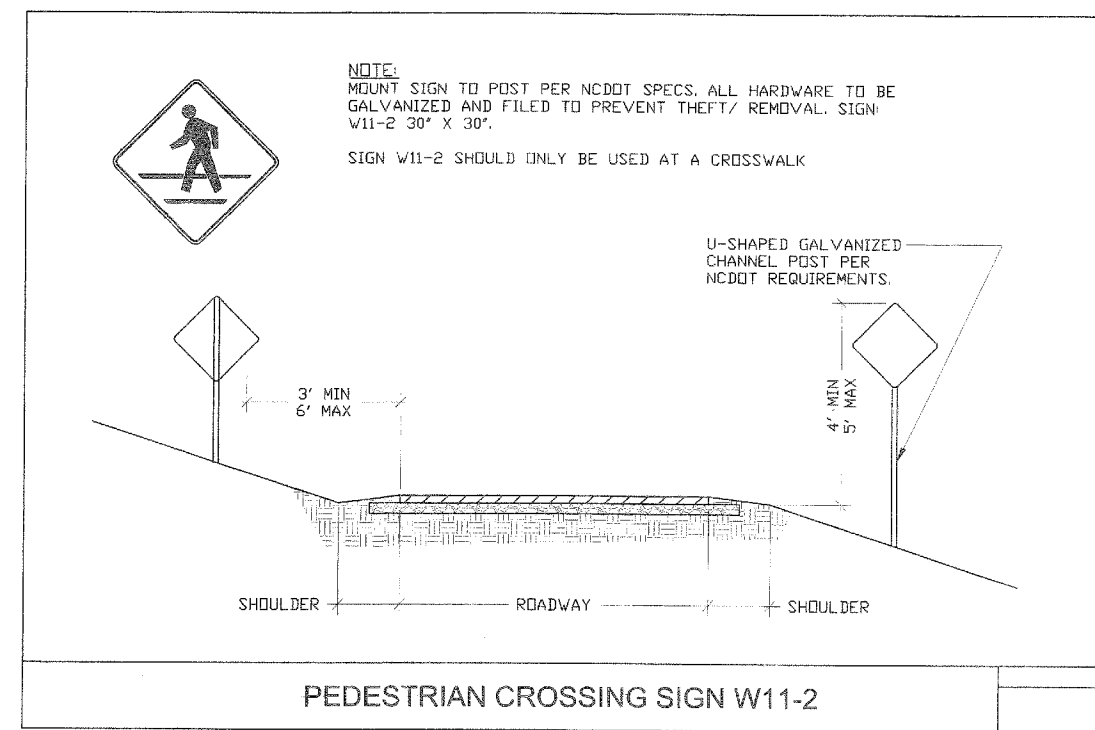 NOTE:
MOUNT SIGN TO POST PER NCDOT SPECS. ALL HARDWARE TO BE
GALVANIZED AND FILED TO PREVENT THEFT/ REMOVAL. SIGN:
W11-2 30" X 30".
SIGN W11-2 SHOULD ONLY BE USED AT A CROSSWALK
U-SHAPED GALVANIZED
CHANNEL POST PER
NCDOT REQUIREMENTS.
3' MIN
6' MAX
4' MIN
5' MAX
SHOULDER
ROADWAY
SHOULDER
PEDESTRIAN CROSSING SIGN W11-2